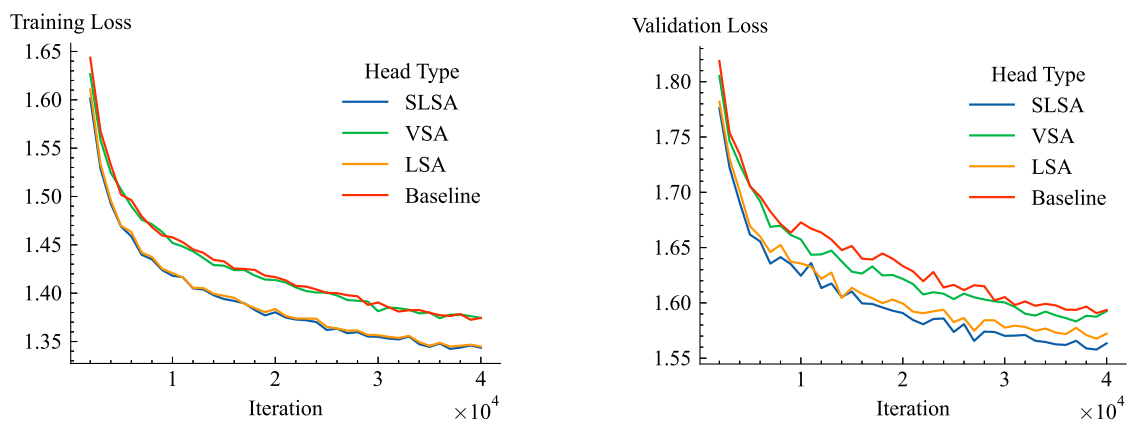 Training Loss
1.65
1.60
1.55
1.50
1.45
1.40
1.35
Head Type
SLSA
VSA
LSA
Baseline
1 2 3 4
Iteration
×10⁴
Validation Loss
1.80
1.75
1.70
1.65
1.60
1.55
Head Type
SLSA
VSA
LSA
Baseline
1 2 3 4
Iteration
×10⁴